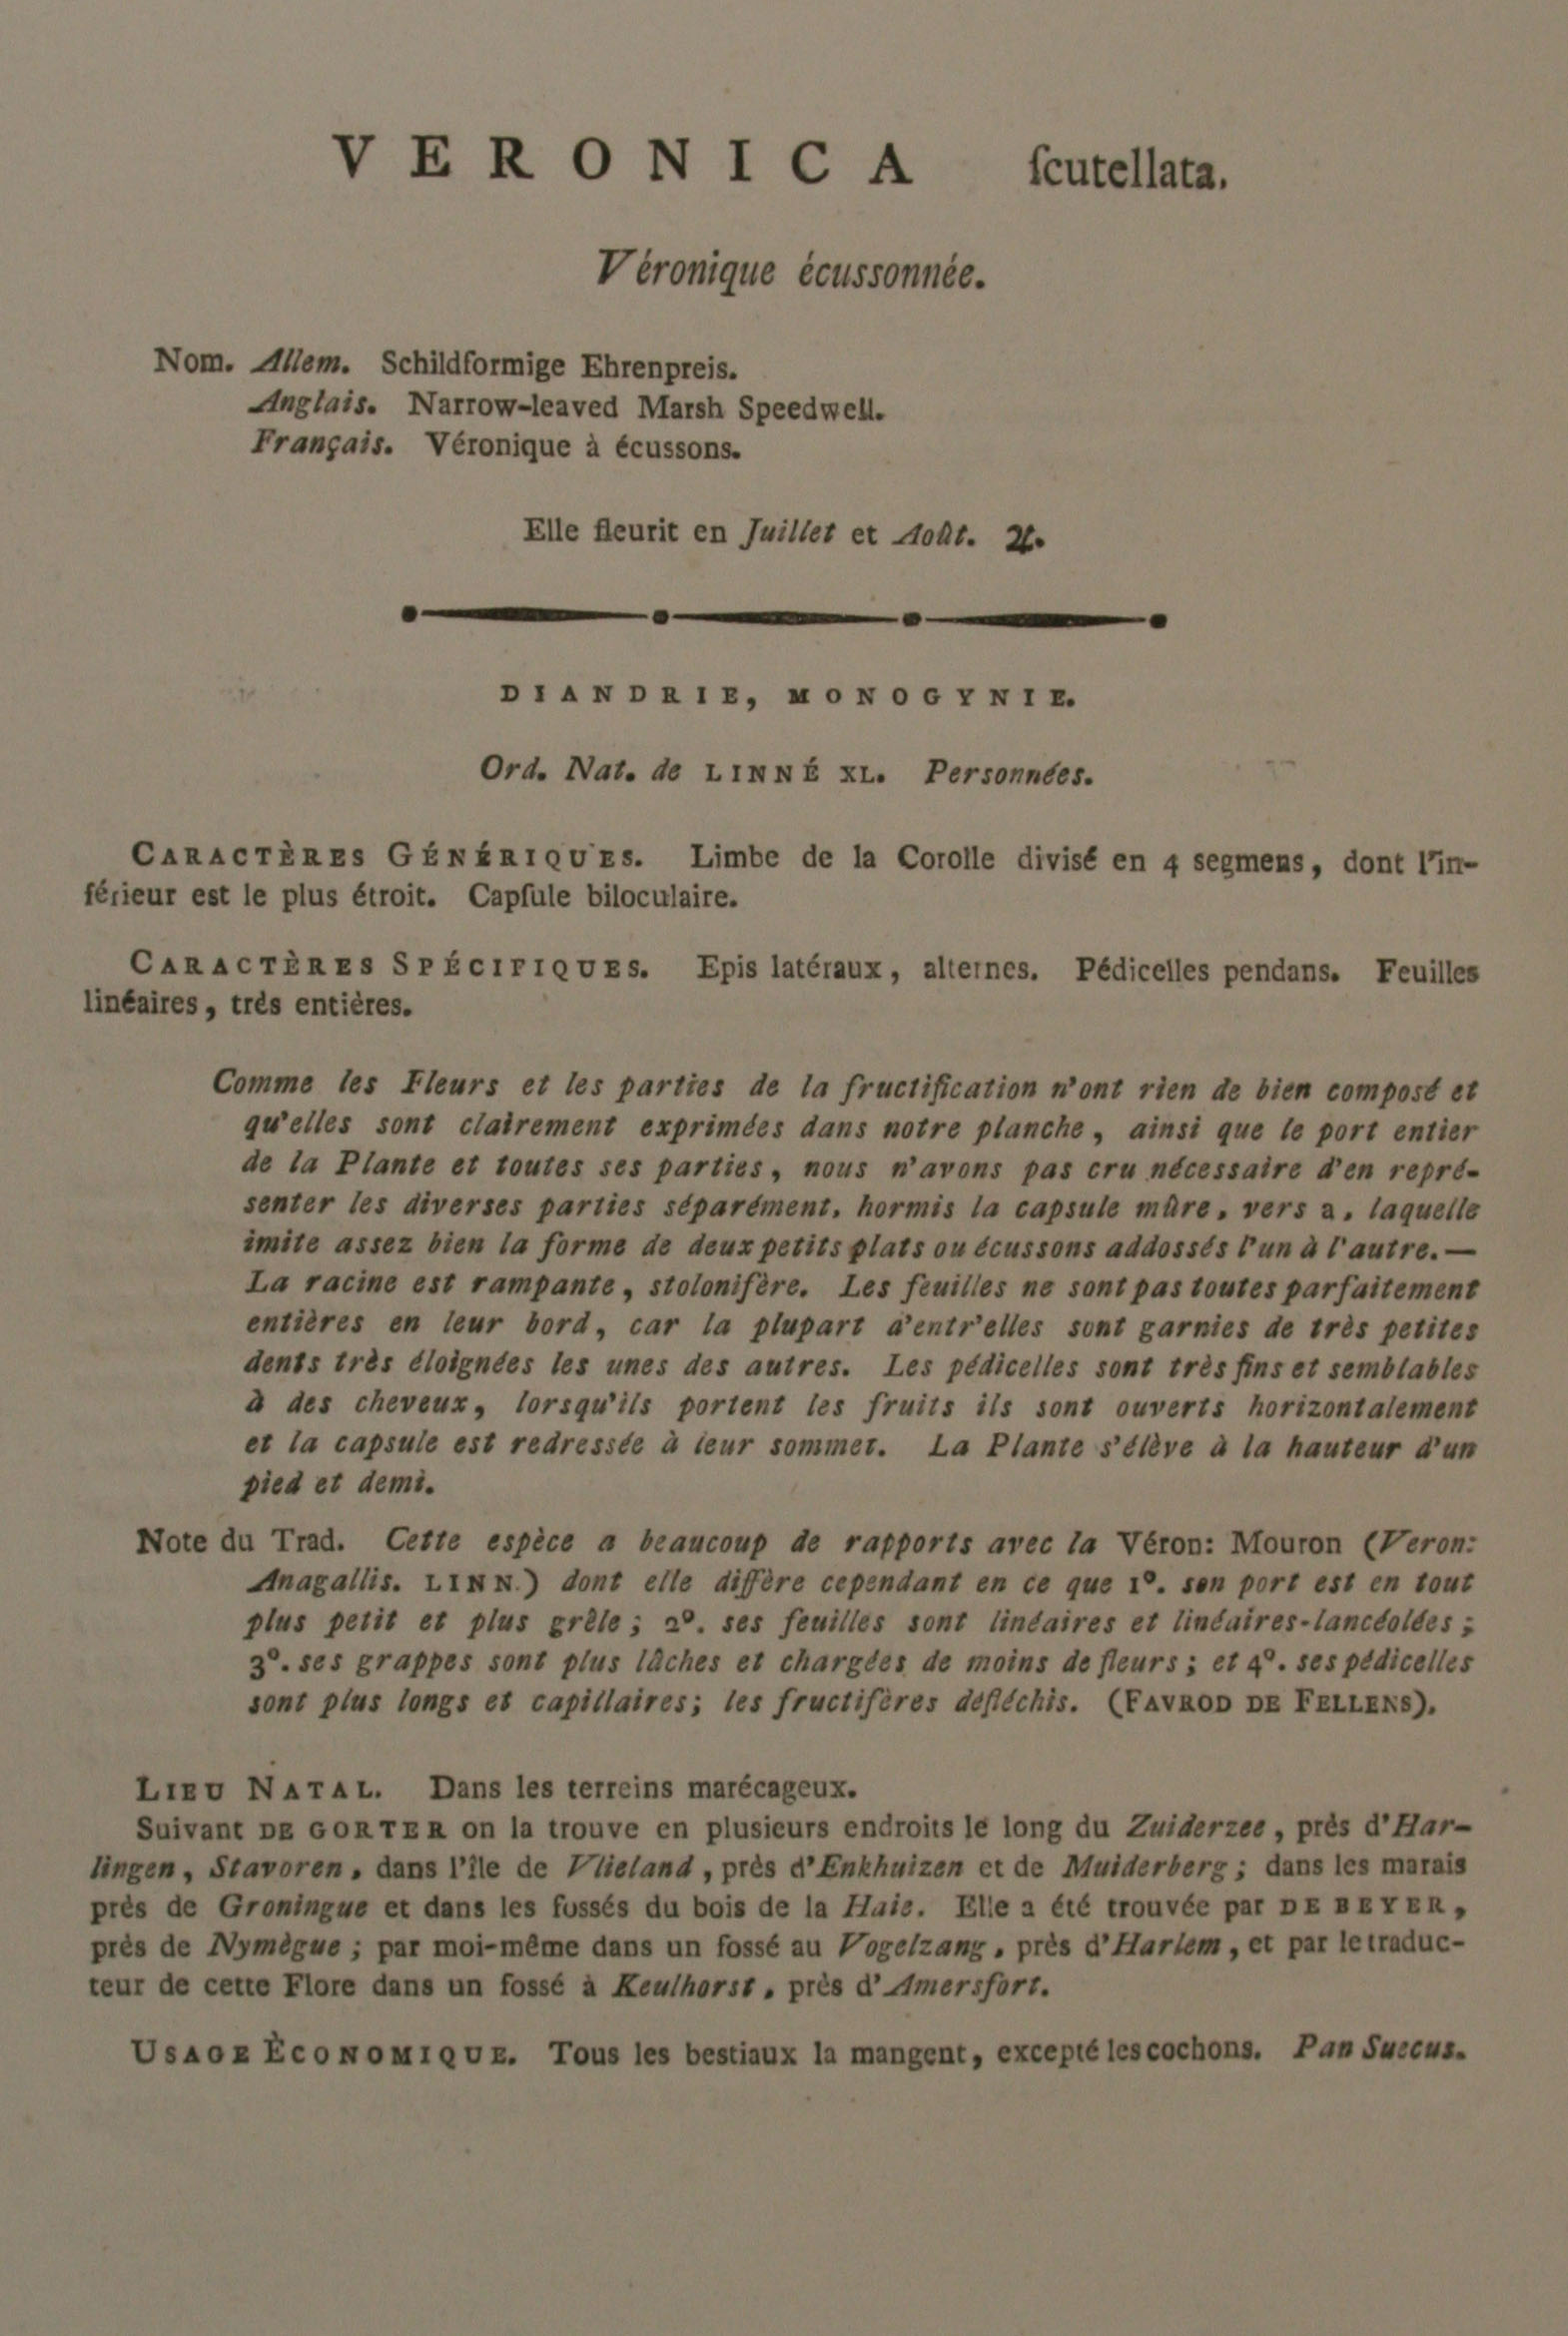 VERONICA ſcutellata.
Véronique écussonnée.
Nom. Allem. Schildformige Ehrenpreis.
Anglais. Narrow-leaved Marsh Speedwell.
Français. Véronique à écussons.
Elle fleurit en Juillet et Août. ♃.
DIANDRIE, MONOGYNIE.
Ord. Nat. de LINNÉ XL. Personnées.
CARACTÈRES GÉNÉRIQUES. Limbe de la Corolle divisé en 4 segmens, dont l'in-
férieur est le plus étroit. Capſule biloculaire.
CARACTÈRES SPÉCIFIQUES. Epis latéraux, alternes. Pédicelles pendans. Feuilles
linéaires, trés entières.
Comme les Fleurs et les parties de la fructification n'ont rien de bien composé et
qu'elles sont clairement exprimées dans notre planche, ainsi que le port entier
de la Plante et toutes ses parties, nous n'avons pas cru nécessaire d'en repré-
senter les diverses parties séparément, hormis la capsule mûre, vers a, laquelle
imite assez bien la forme de deux petits plats ou écussons addossés l'un à l'autre.—
La racine est rampante, stolonifère. Les feuilles ne sont pas toutes parfaitement
entières en leur bord, car la plupart d'entr'elles sont garnies de très petites
dents très éloignées les unes des autres. Les pédicelles sont très fins et semblables
à des cheveux, lorsqu'ils portent les fruits ils sont ouverts horizontalement
et la capsule est redressée à leur sommet. La Plante s'élève à la hauteur d'un
pied et demi.
Note du Trad. Cette espèce a beaucoup de rapports avec la Véron: Mouron (Veron:
Anagallis. LINN.) dont elle diffère cependant en ce que 1º. son port est en tout
plus petit et plus grêle; 2º. ses feuilles sont linéaires et linéaires-lancéolées;
3º. ses grappes sont plus lâches et chargées de moins de fleurs; et 4º. ses pédicelles
sont plus longs et capillaires; les fructifères défléchis. (FAVROD DE FELLENS).
LIEU NATAL. Dans les terreins marécageux.
Suivant DE GORTER on la trouve en plusieurs endroits le long du Zuiderzee, près d'Har-
lingen, Stavoren, dans l'île de Vlieland, près d'Enkhuizen et de Muiderberg; dans les marais
près de Groningue et dans les fossés du bois de la Haie. Elle a été trouvée par DE BEYER,
près de Nymègue; par moi-même dans un fossé au Vogelzang, près d'Harlem, et par le traduc-
teur de cette Flore dans un fossé à Keulhorst, près d'Amersfort.
USAGE ÈCONOMIQUE. Tous les bestiaux la mangent, excepté les cochons. Pan Suecus.